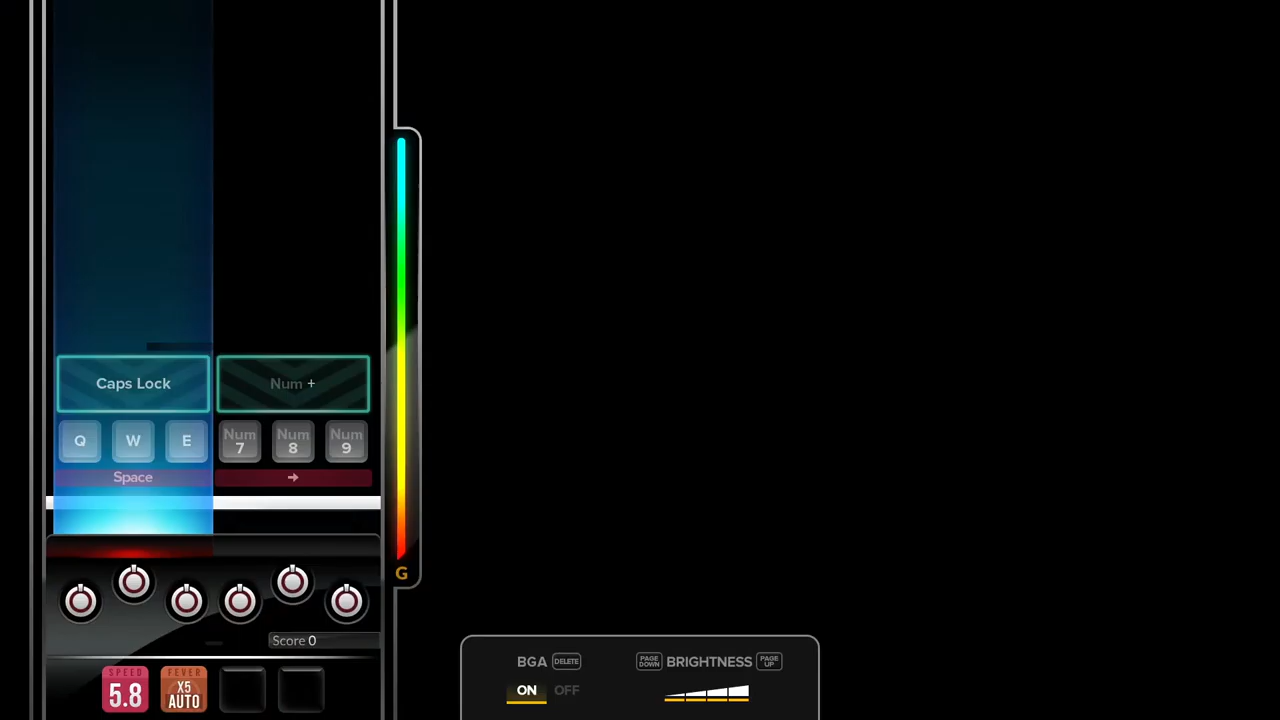 Caps Lock
Num +
Q
W
E
Num 7
Num 8
Num 9
Space
→
G
Score 0
SPEED
5.8
FEVER
X5
AUTO
BGA DELETE
ON OFF
PAGE DOWN BRIGHTNESS PAGE UP